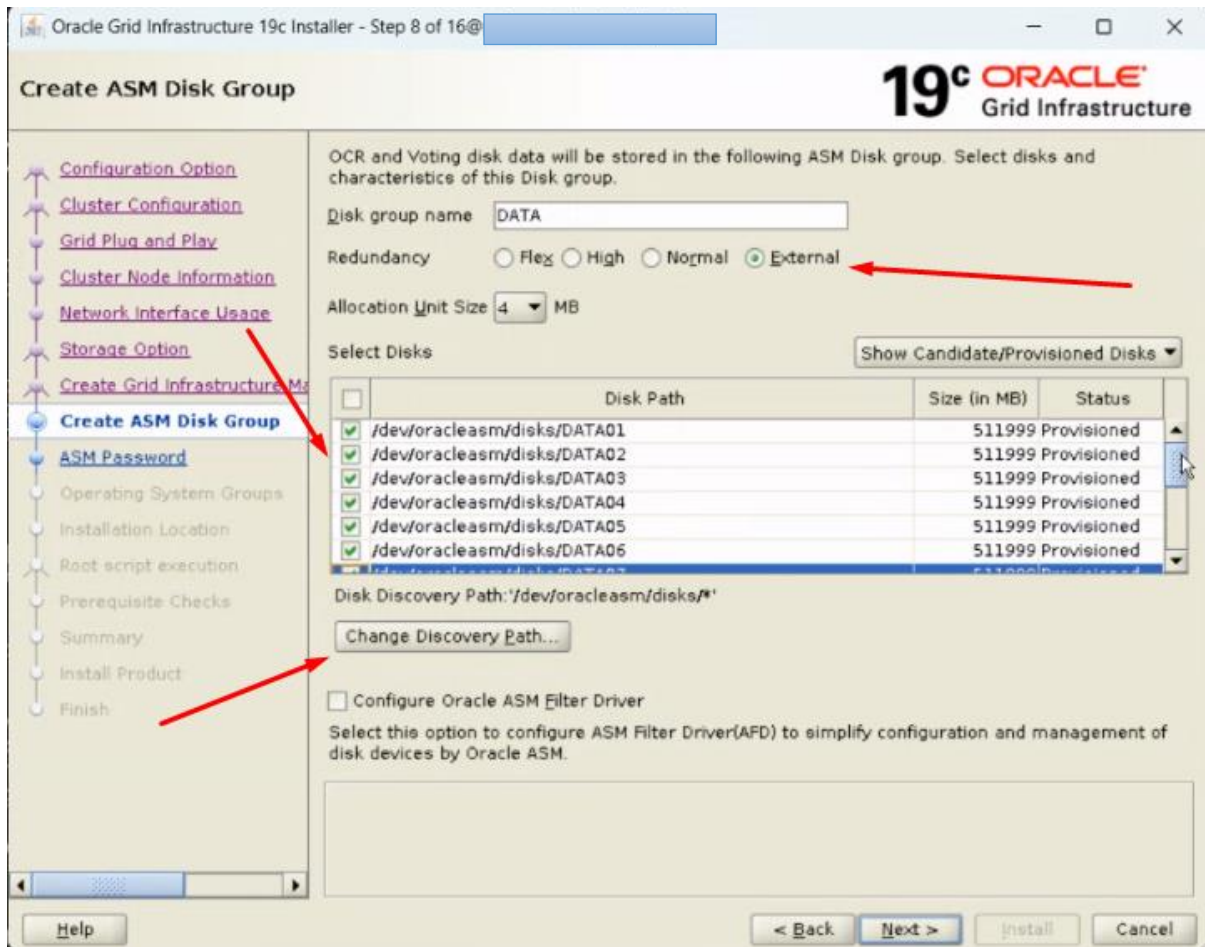 Oracle Grid Infrastructure 19c Installer - Step 8 of 16@
Create ASM Disk Group
19c ORACLE
Grid Infrastructure
Configuration Option
Cluster Configuration
Grid Plug and Play
Cluster Node Information
Network Interface Usage
Storage Option
Create Grid Infrastructure Ma
Create ASM Disk Group
ASM Password
Operating System Groups
Installation Location
Root script execution
Prerequisite Checks
Summary
Install Product
Finish
OCR and Voting disk data will be stored in the following ASM Disk group. Select disks and
characteristics of this Disk group.
Disk group name DATA
Redundancy Flex High Normal External
Allocation Unit Size 4 MB
Select Disks Show Candidate/Provisioned Disks
Disk Path Size (in MB) Status
/dev/oracleasm/disks/DATA01 511999 Provisioned
/dev/oracleasm/disks/DATA02 511999 Provisioned
/dev/oracleasm/disks/DATA03 511999 Provisioned
/dev/oracleasm/disks/DATA04 511999 Provisioned
/dev/oracleasm/disks/DATA05 511999 Provisioned
/dev/oracleasm/disks/DATA06 511999 Provisioned
Disk Discovery Path:'/dev/oracleasm/disks/*'
Change Discovery Path...
Configure Oracle ASM Filter Driver
Select this option to configure ASM Filter Driver(AFD) to simplify configuration and management of
disk devices by Oracle ASM.
Help < Back Next > Install Cancel